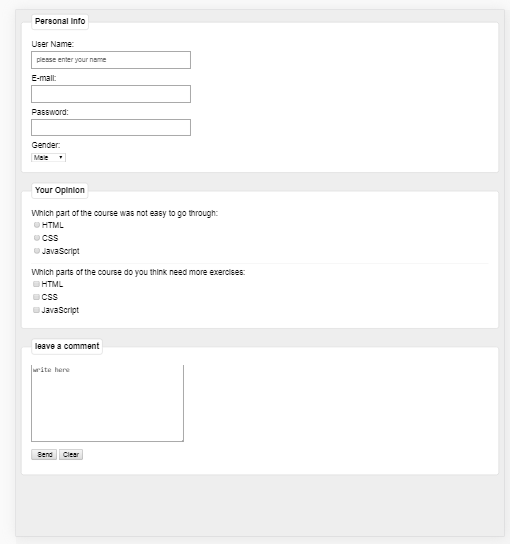 Personal Info
User Name:
please enter your name
E-mail:
Password:
Gender:
Male
Your Opinion
Which part of the course was not easy to go through:
HTML
CSS
JavaScript
Which parts of the course do you think need more exercises:
HTML
CSS
JavaScript
leave a comment
write here
Send Clear